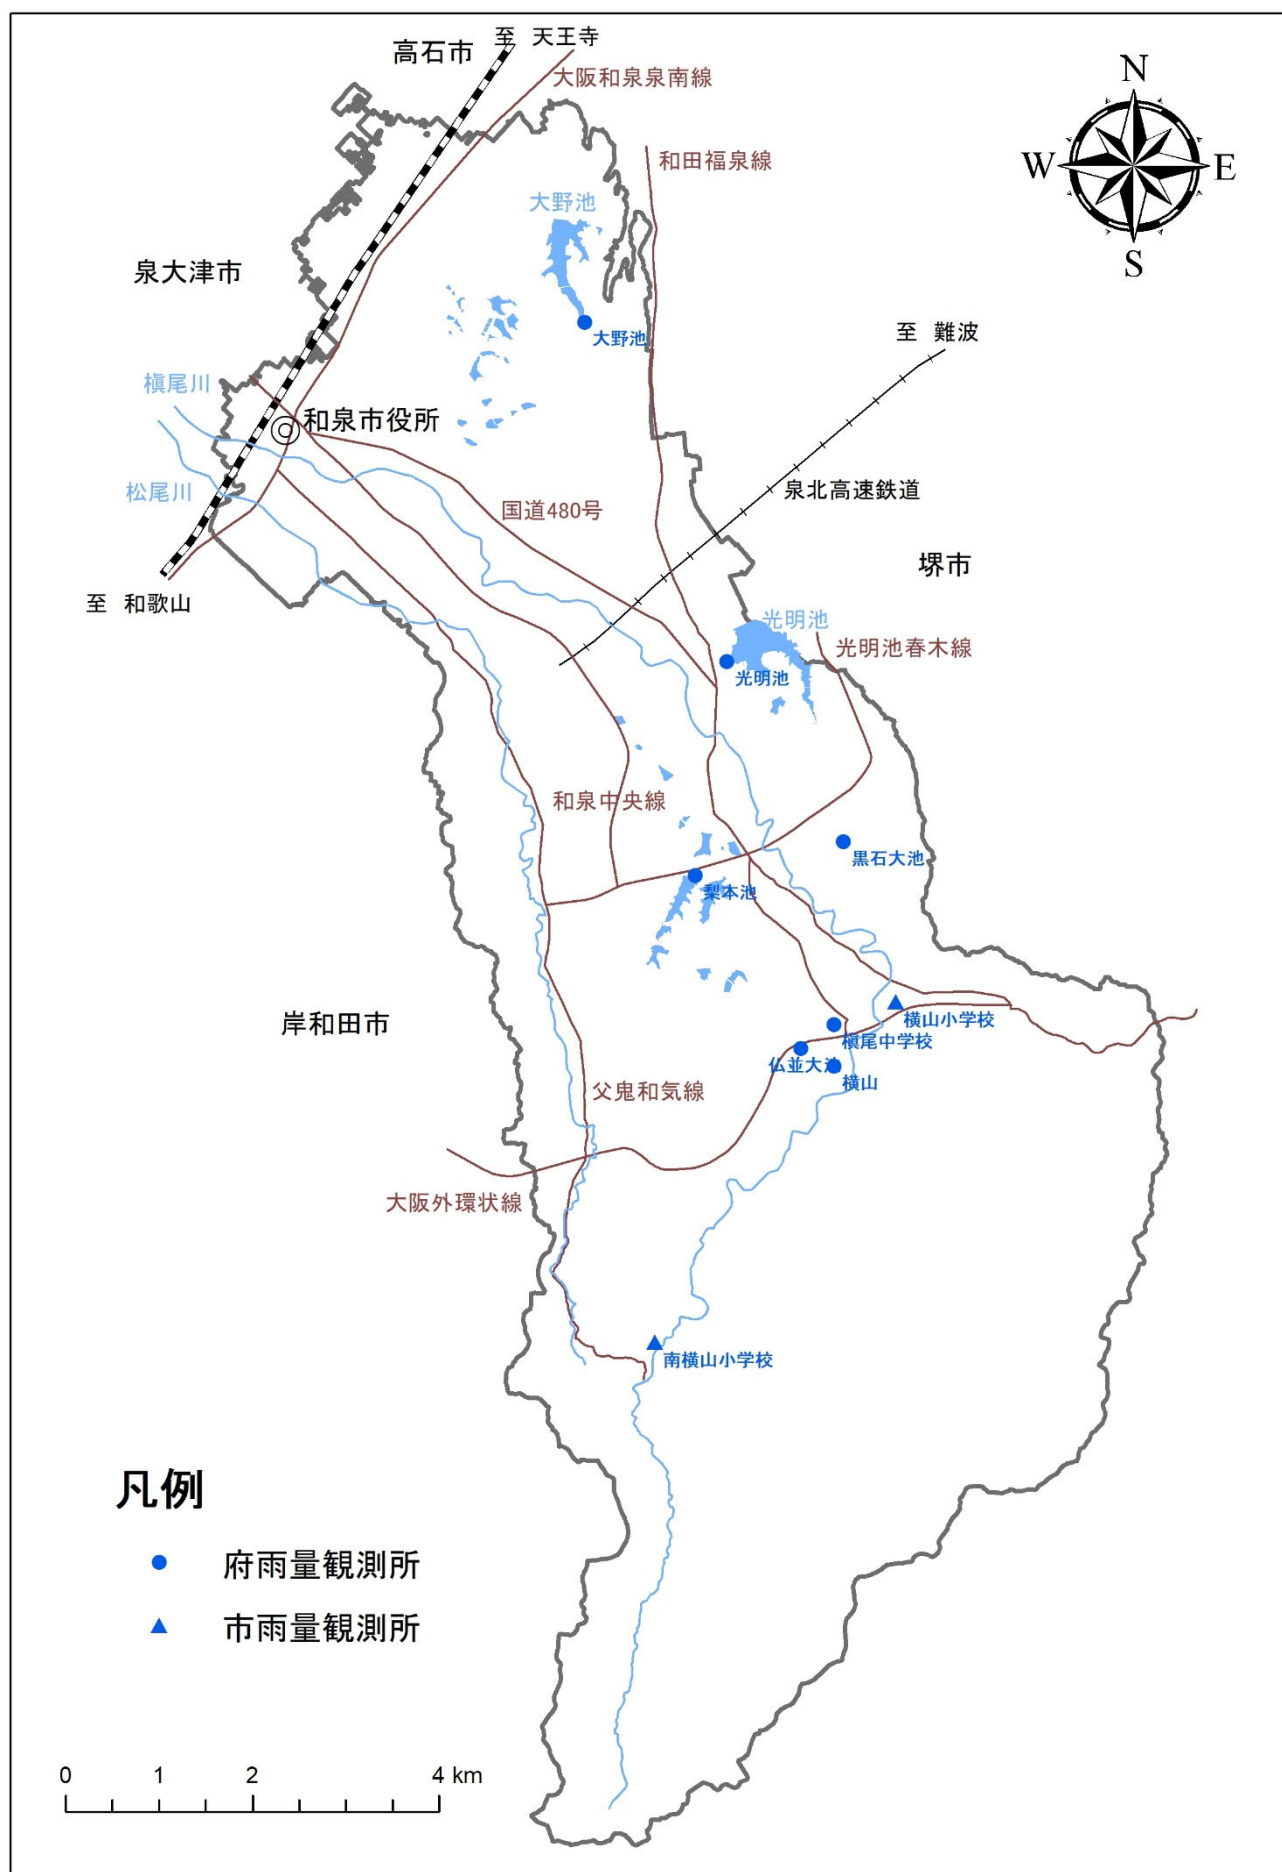 高石市
至 天王寺
大阪和泉泉南線
N
和田福泉線
W
E
大野池
S
泉大津市
大野池
至 難波
槇尾川
和泉市役所
松尾川
泉北高速鉄道
国道480号
堺市
至 和歌山
光明池
光明池春木線
光明池
和泉中央線
黒石大池
梨本池
横山小学校
岸和田市
槇尾中学校
仏並大池
横山
父鬼和気線
大阪外環状線
南横山小学校
凡例
府雨量観測所
市雨量観測所
0 1 2 4 km